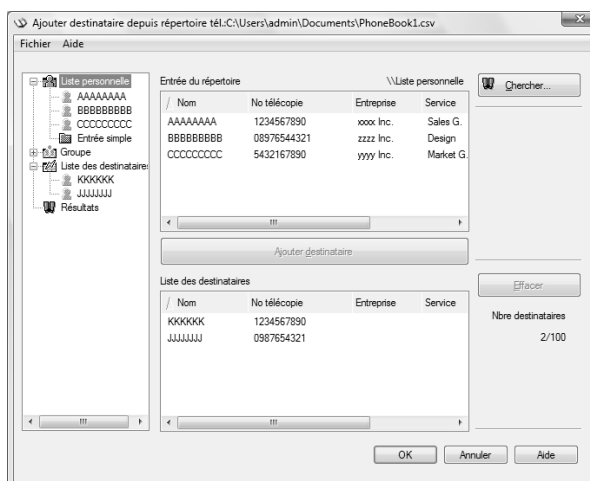 Ajouter destinataire depuis répertoire tél.:C:\Users\admin\Documents\PhoneBook1.csv
Fichier Aide
Liste personnelle
AAAAAAAA
BBBBBBBBB
CCCCCCCCC
Entrée simple
Groupe
Liste des destinataire
KKKKKK
JJJJJJJJ
Résultats
Entrée du répertoire \\Liste personnelle
/ Nom No télécopie Entreprise Service
AAAAAAAA 1234567890 xxxx Inc. Sales G.
BBBBBBBBB 08976544321 zzzz Inc. Design
CCCCCCCCC 5432167890 yyyy Inc. Market G.
Chercher...
Ajouter destinataire
Liste des destinataires
/ Nom No télécopie Entreprise Service
KKKKKK 1234567890
JJJJJJJJ 0987654321
Effacer
Nbre destinataires
2/100
OK Annuler Aide